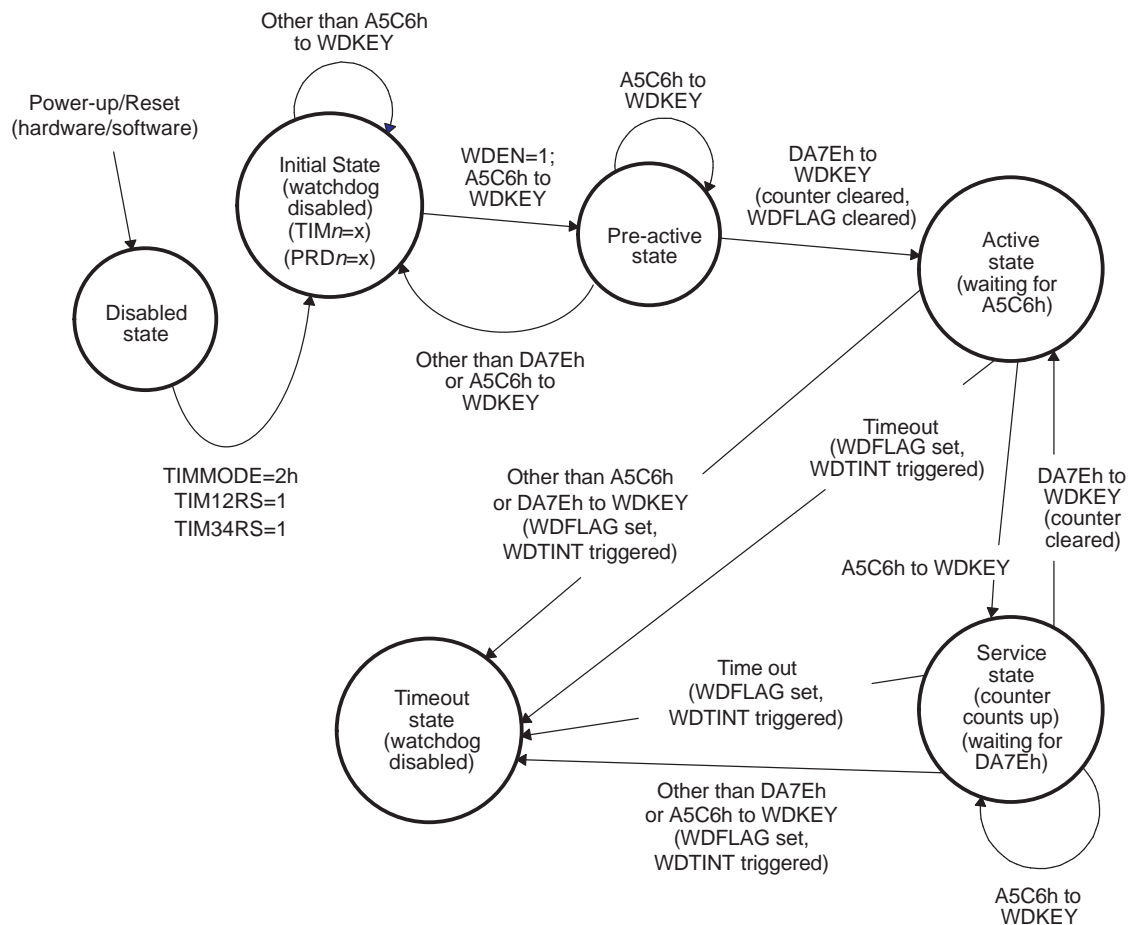 Other than A5C6h
to WDKEY
Power-up/Reset
(hardware/software)
Initial State
(watchdog
disabled)
(TIMn=x)
(PRDn=x)
WDEN=1;
A5C6h to
WDKEY
A5C6h to
WDKEY
Pre-active
state
DA7Eh to
WDKEY
(counter cleared,
WDFLAG cleared)
Active
state
(waiting for
A5C6h)
Disabled
state
Other than DA7Eh
or A5C6h to
WDKEY
TIMMODE=2h
TIM12RS=1
TIM34RS=1
Other than A5C6h
or DA7Eh to WDKEY
(WDFLAG set,
WDTINT triggered)
Timeout
(WDFLAG set,
WDTINT triggered)
DA7Eh to
WDKEY
(counter
cleared)
A5C6h to WDKEY
Timeout
state
(watchdog
disabled)
Time out
(WDFLAG set,
WDTINT triggered)
Service
state
(counter
counts up)
(waiting for
DA7Eh)
Other than DA7Eh
or A5C6h to WDKEY
(WDFLAG set,
WDTINT triggered)
A5C6h to
WDKEY